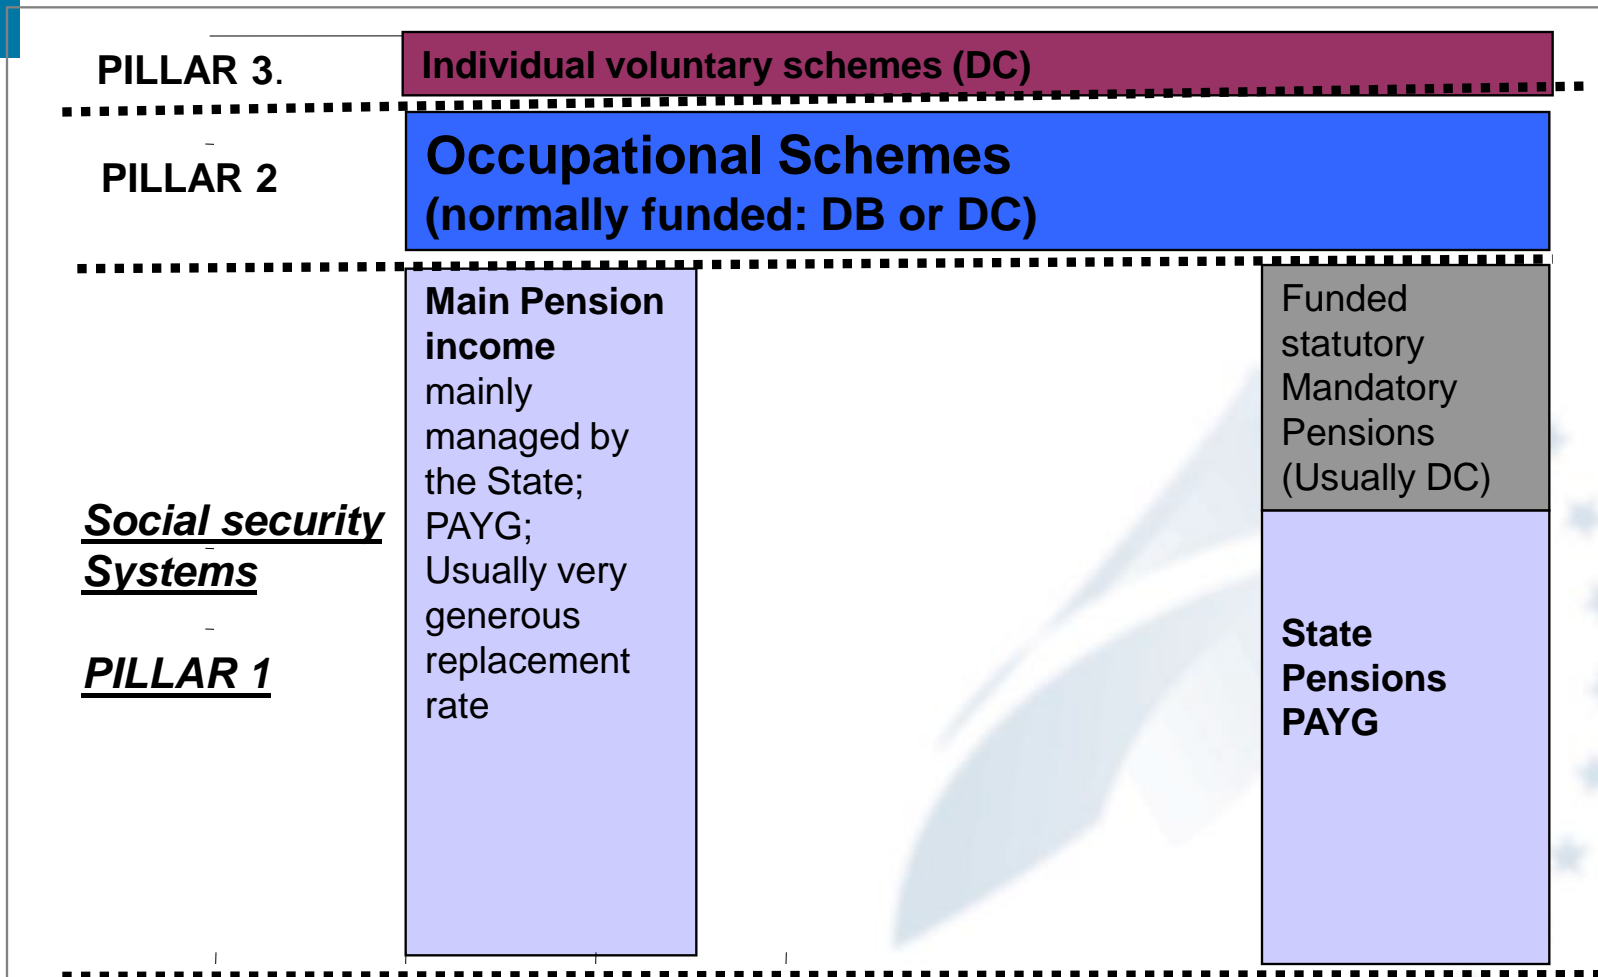 PILLAR 3.
Individual voluntary schemes (DC)
PILLAR 2
Occupational Schemes
(normally funded: DB or DC)
Social security
Systems
PILLAR 1
Main Pension
income
mainly
managed by
the State;
PAYG;
Usually very
generous
replacement
rate
Funded
statutory
Mandatory
Pensions
(Usually DC)
State
Pensions
PAYG